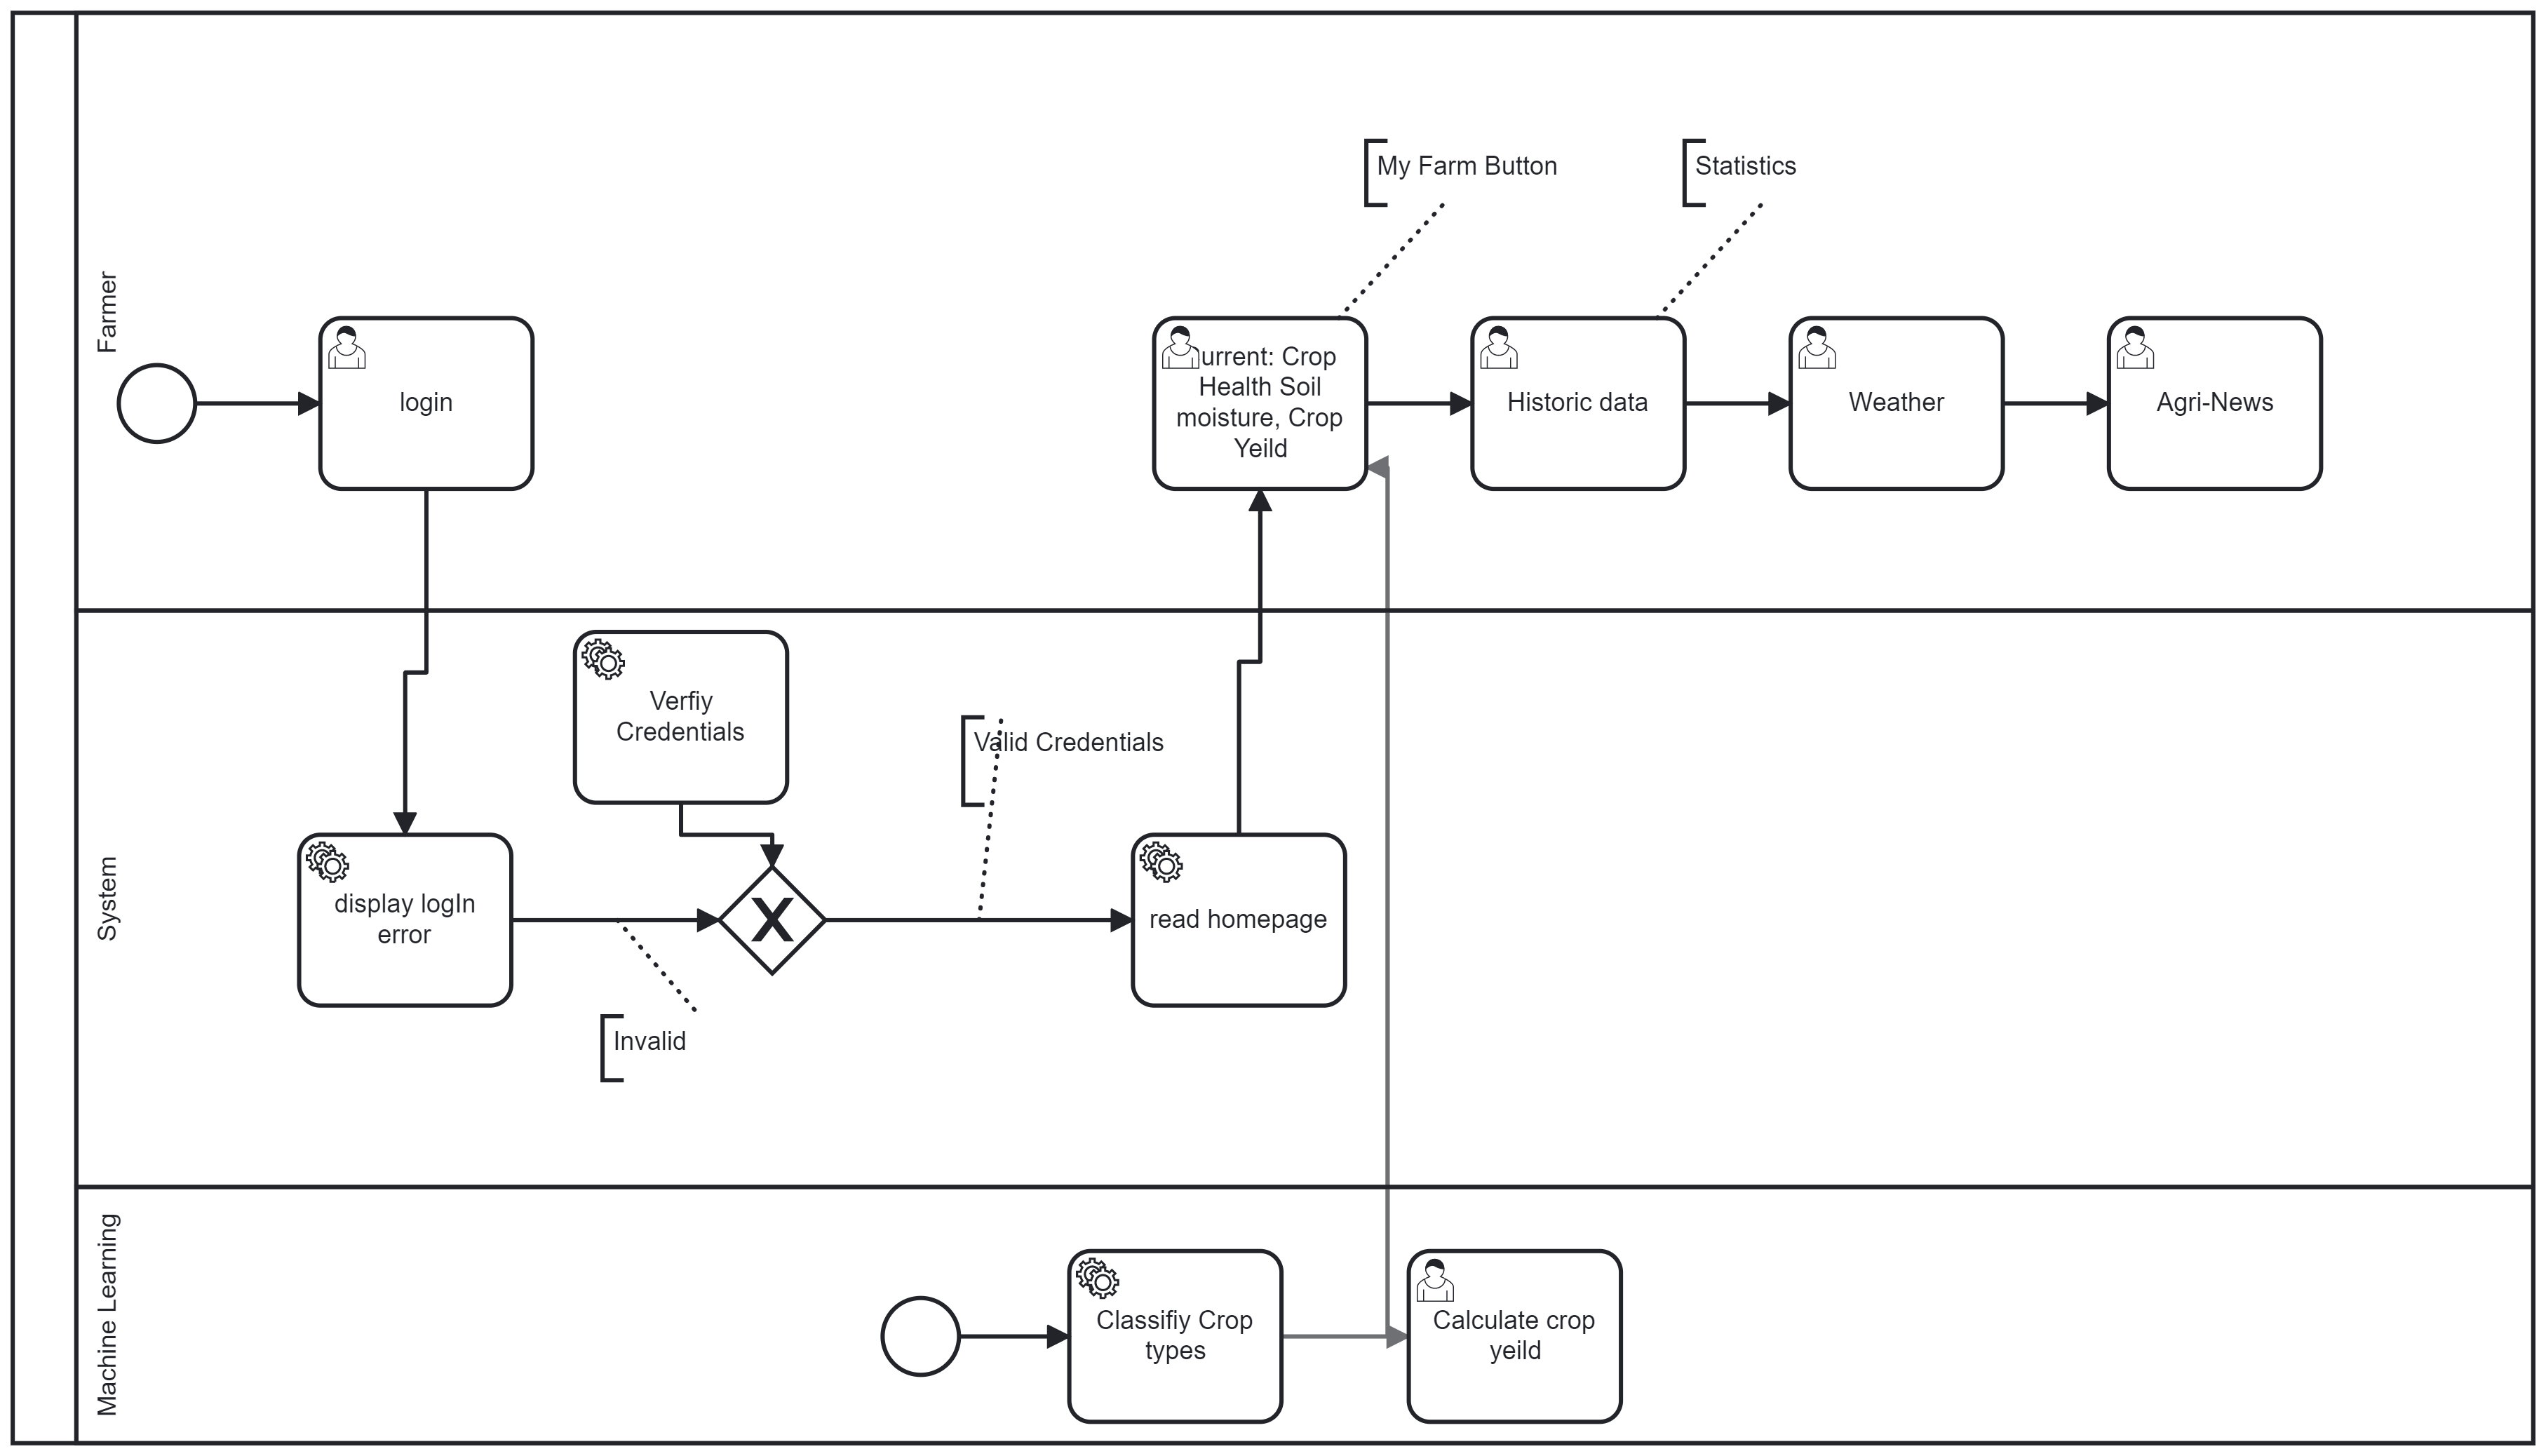 Farmer
My Farm Button
Statistics
login
urrent: Crop
Health Soil
moisture, Crop
Yeild
Historic data
Weather
Agri-News
System
Verfiy
Credentials
Valid Credentials
display logIn
error
X
read homepage
Invalid
Machine Learning
Classifiy Crop
types
Calculate crop
yeild